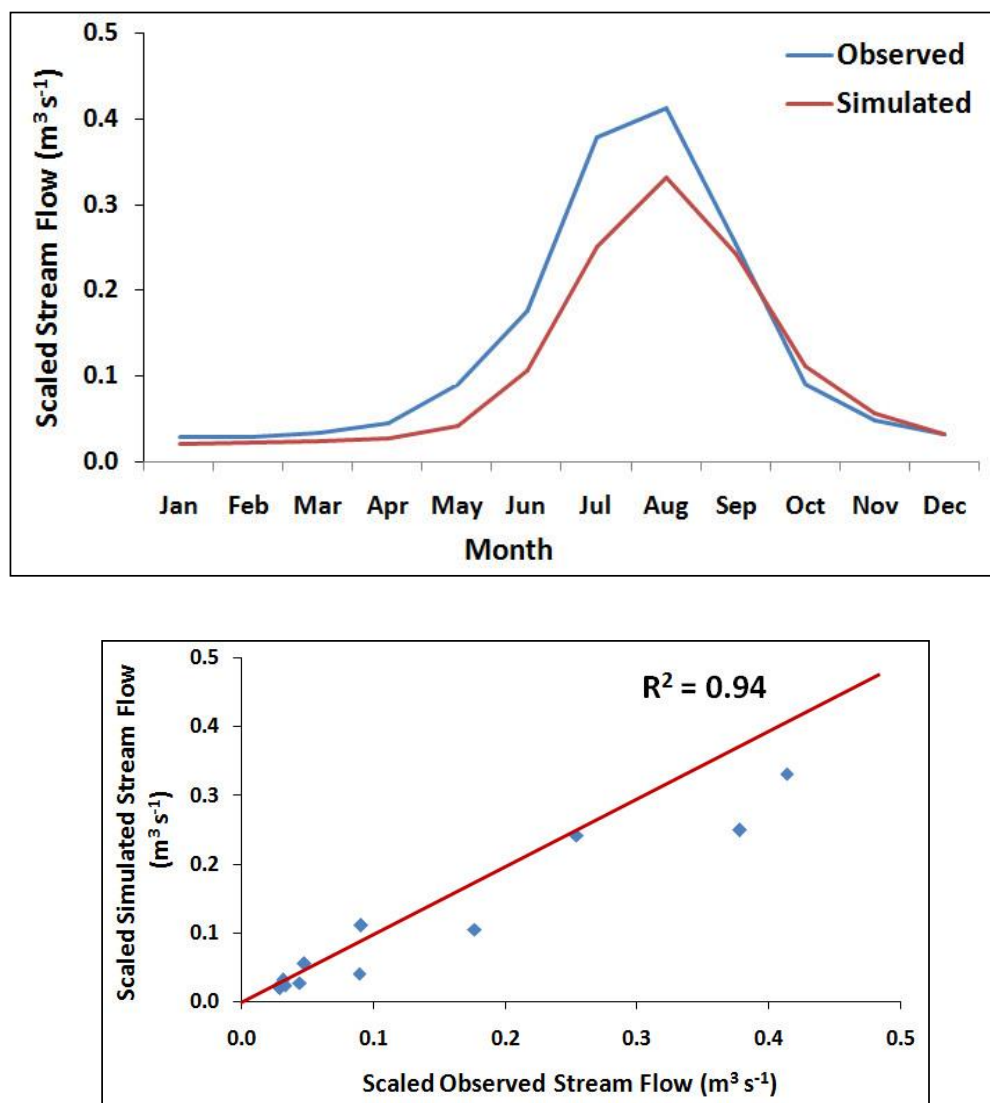 0.5
0.4
0.3
0.2
0.1
0.0
Scaled Stream Flow (m³ s⁻¹)
Observed
Simulated
Jan Feb Mar Apr May Jun Jul Aug Sep Oct Nov Dec
Month
0.5
0.4
0.3
0.2
0.1
0.0
Scaled Simulated Stream Flow
(m³ s⁻¹)
R² = 0.94
0.0 0.1 0.2 0.3 0.4 0.5
Scaled Observed Stream Flow (m³ s⁻¹)